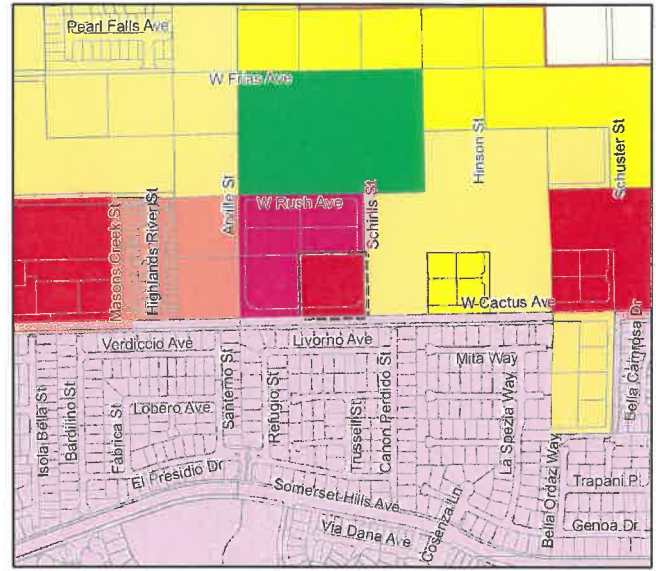 Pearl Falls Ave
W Frias Ave
Hinson St
Schuster St
Arville St
W Rush Ave
Schirlls St
Masons Creek St
Highlands River St
W Cactus Ave
Verdiccio Ave
Livorno Ave
Mita Way
Bella Camrosa Dr
Isola Bella St
Bardilino St
Fabrica St
Lobero Ave
Santerno St
Refugio St
Trussell St
Canon Perdido St
La Spezia Way
El Presidio Dr
Somerset Hills Ave
Cosenza Ln
Bella Ordaz Way
Trapani P
Via Dana Ave
Genoa Dr